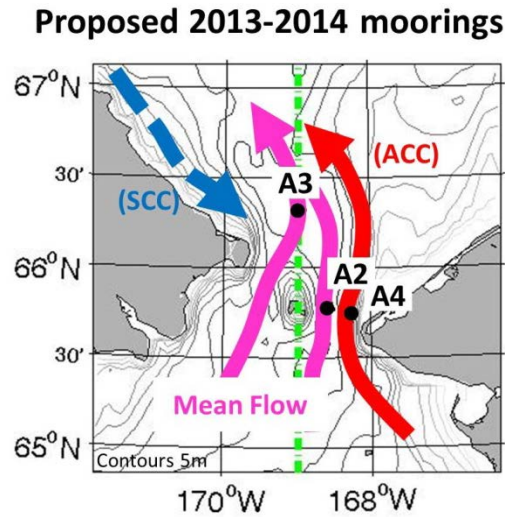 Proposed 2013-2014 moorings
67°N
(ACC)
30'
A3
(SCC)
66°
A2
A4
30'
Mean Flow
65°N
Contours 5m
170°W
168°W